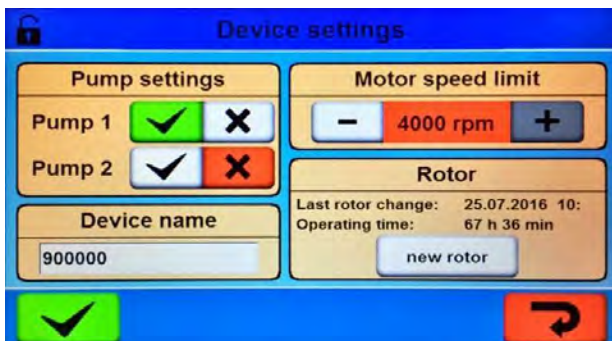 Device settings
Pump settings
Pump 1
Pump 2
Device name
900000
Motor speed limit
4000 rpm
Rotor
Last rotor change: 25.07.2016 10:
Operating time: 67 h 36 min
new rotor